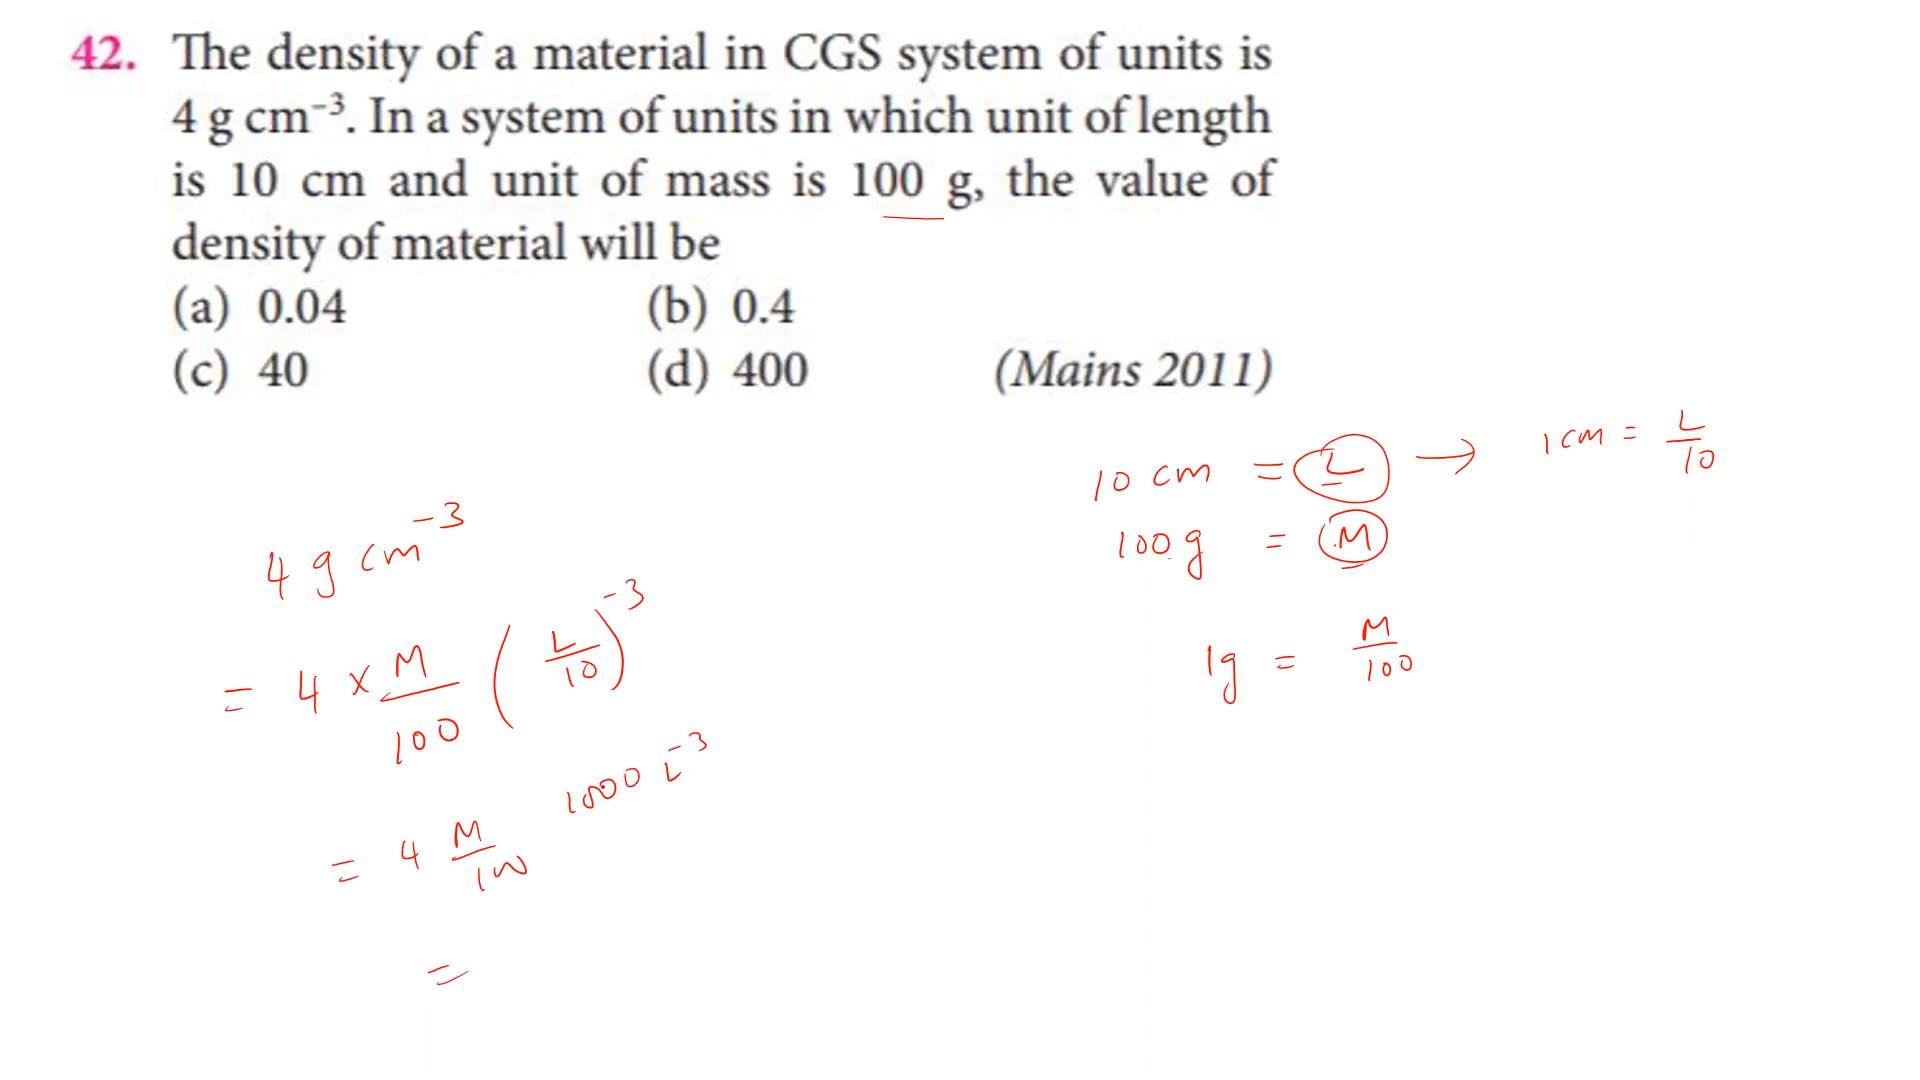 42. The density of a material in CGS system of units is
4 g cm⁻³. In a system of units in which unit of length
is 10 cm and unit of mass is 100 g, the value of
density of material will be
(a) 0.04 (b) 0.4
(c) 40 (d) 400 (Mains 2011)
10 cm = L → 1 cm = L/10
100 g = M
1g = M/100
4 g cm⁻³
= 4 × M/100 (L/10)⁻³
= 4 M/100 1000 L⁻³
=